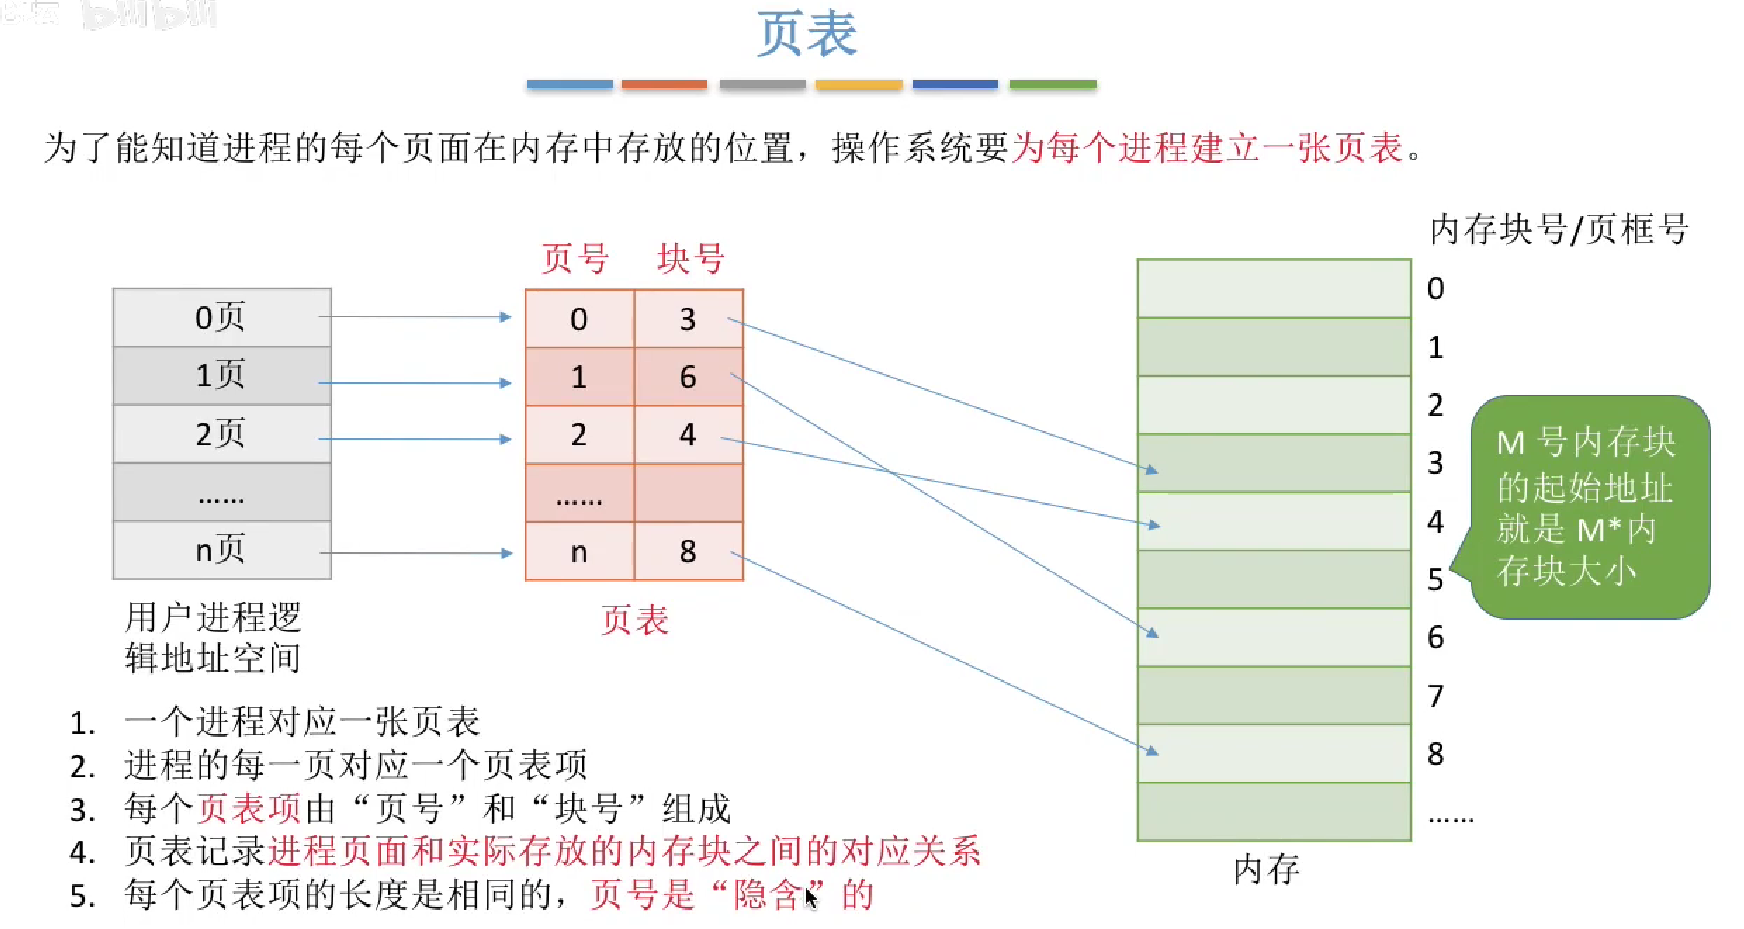 页表
为了能知道进程的每个页面在内存中存放的位置，操作系统要为每个进程建立一张页表。
内存块号/页框号
页号 块号
0页
1页
2页
……
n页
用户进程逻
辑地址空间
0 3
1 6
2 4
……
n 8
页表
0
1
2
3
4
5
6
7
8
……
内存
M 号内存块
的起始地址
就是 M*内
存块大小
1. 一个进程对应一张页表
2. 进程的每一页对应一个页表项
3. 每个页表项由“页号”和“块号”组成
4. 页表记录进程页面和实际存放的内存块之间的对应关系
5. 每个页表项的长度是相同的，页号是“隐含”的